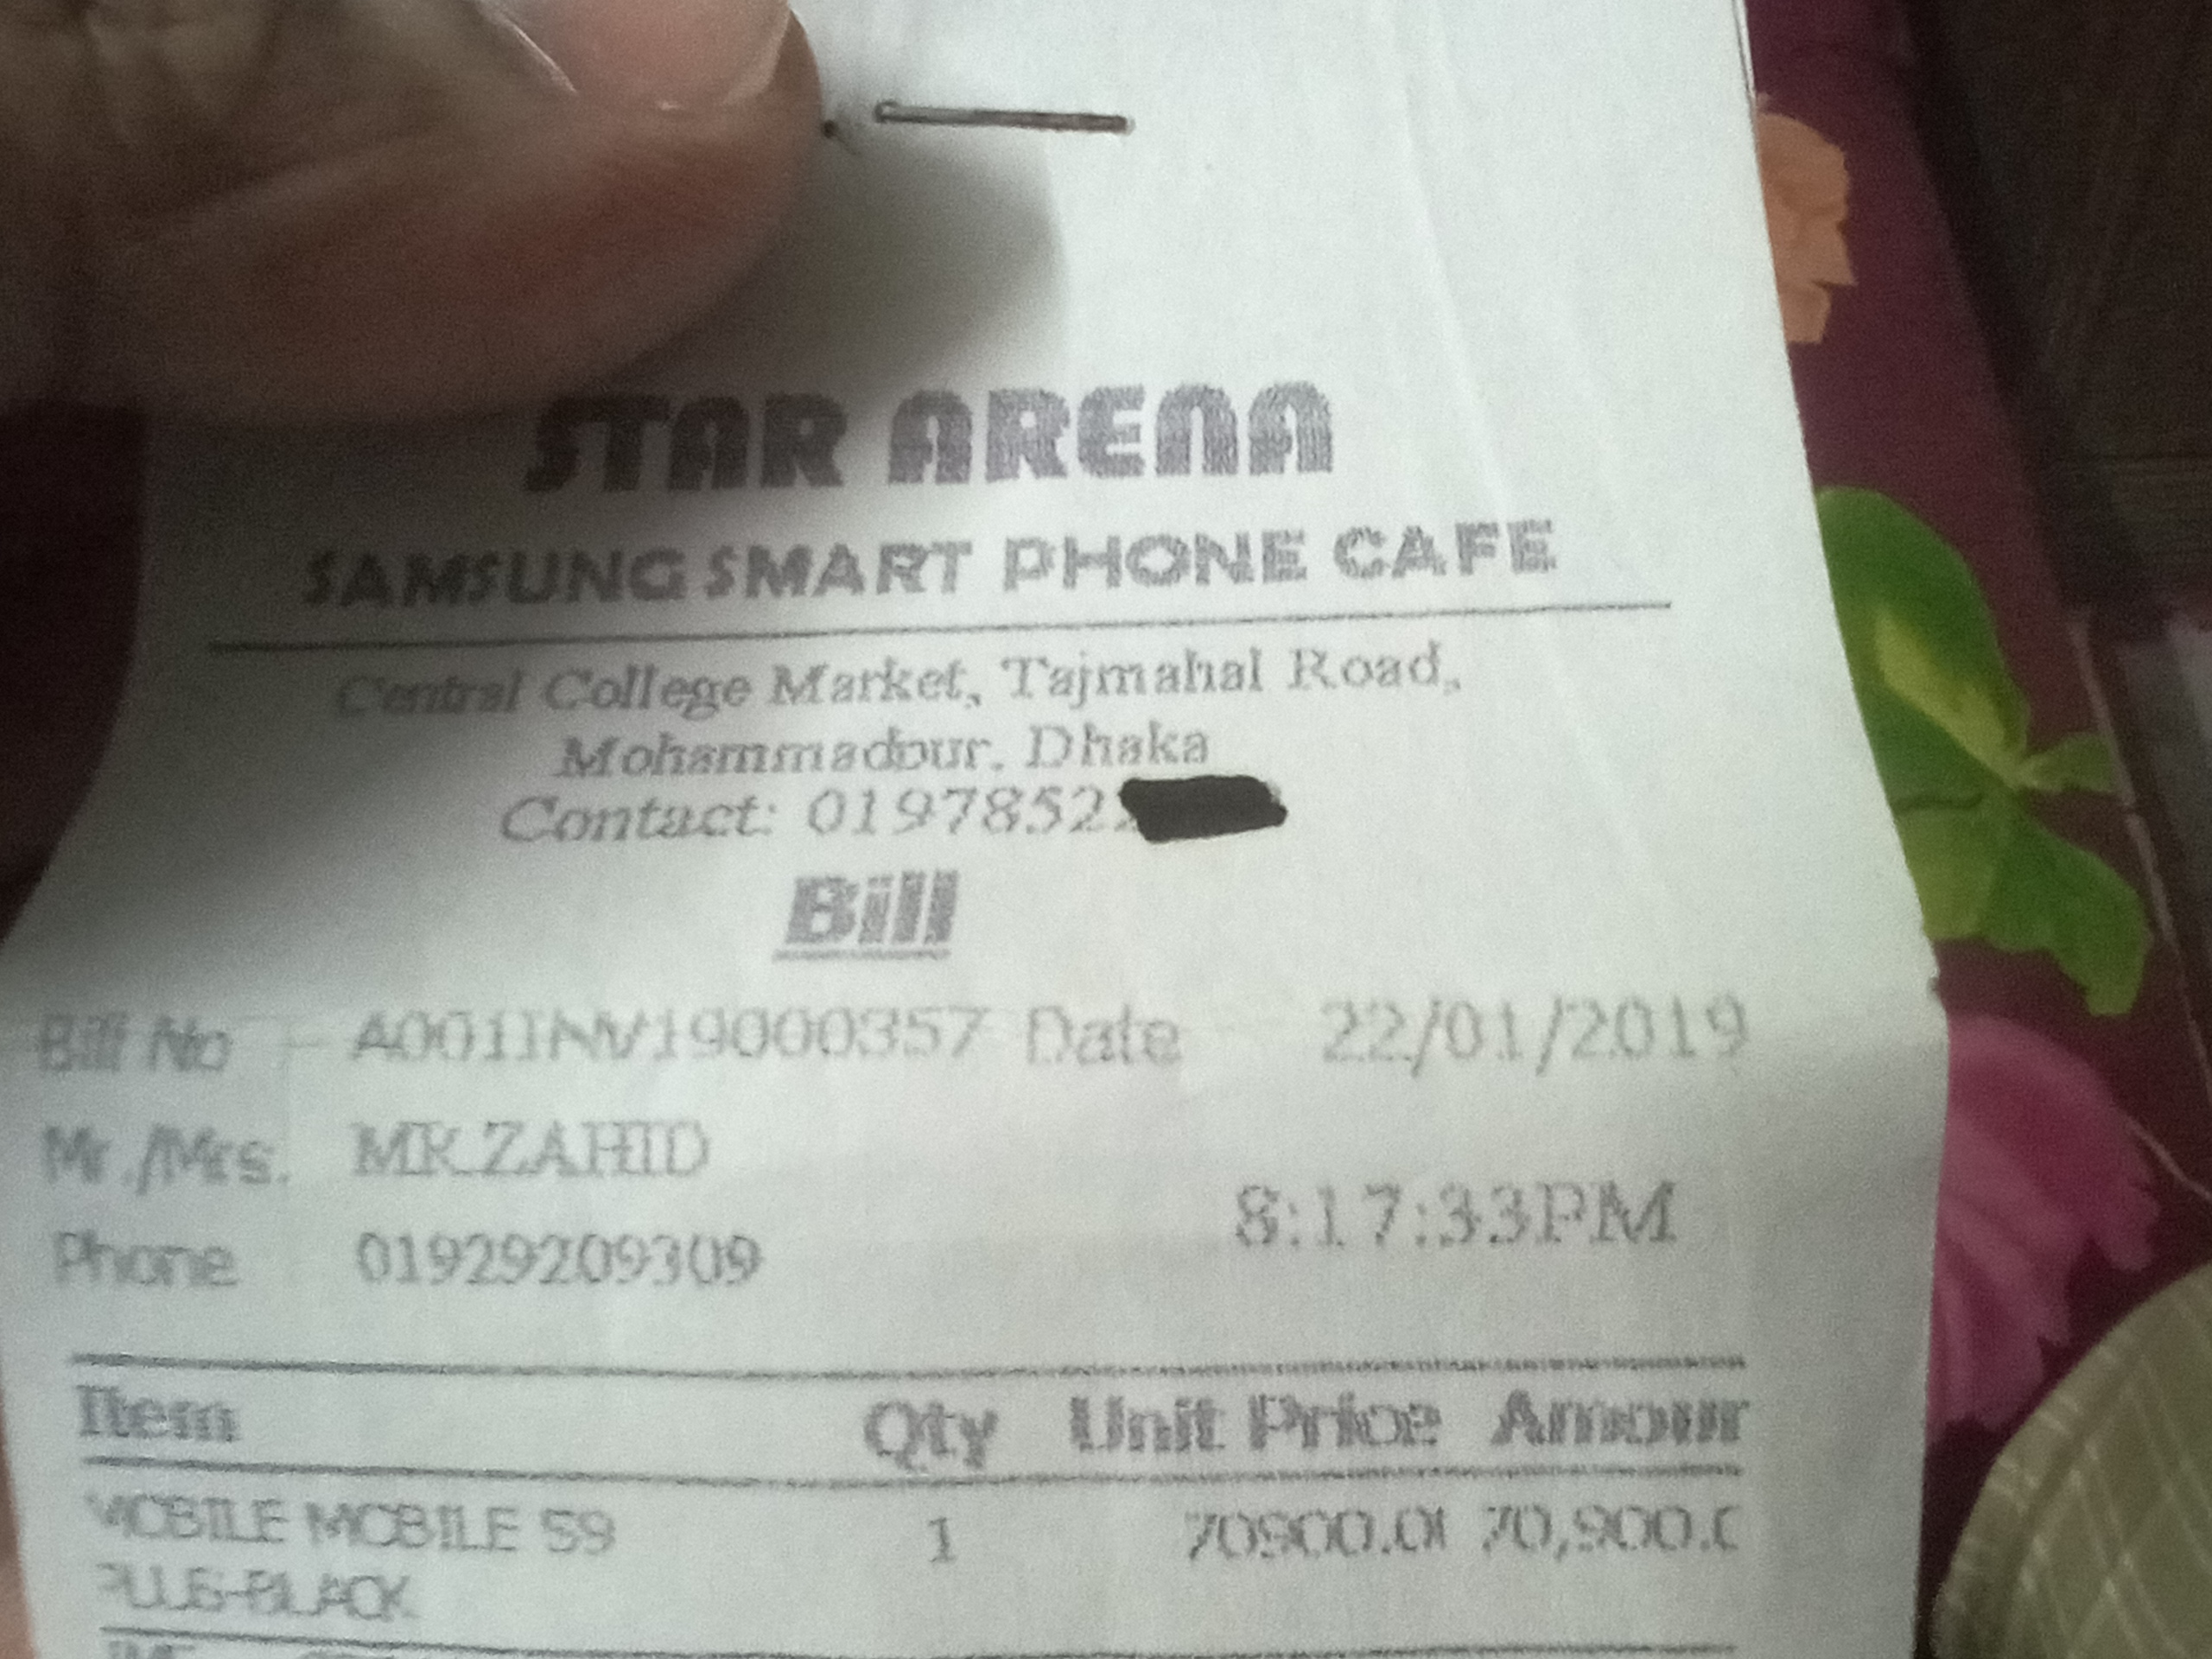 STAR ARENA
SAMSUNG SMART PHONE CAFE
Central College Market, Tajmahal Road,
Mohammadpur, Dhaka
Contact: 0197852
Bill
Bill No A001INV19000357 Date 22/01/2019
Mr./Mrs. MR.ZAHID
8:17:33PM
Phone 01929209309
Item Qty Unit Price Amour
MOBILE MOBILE S9 1 70900.00 70,900.0
PLUS-BLACK